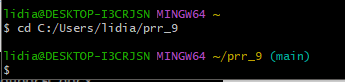 lidia@DESKTOP-I3CRJSN MINGW64 ~
$ cd C:/Users/lidia/prr_9
lidia@DESKTOP-I3CRJSN MINGW64 ~/prr_9 (main)
$